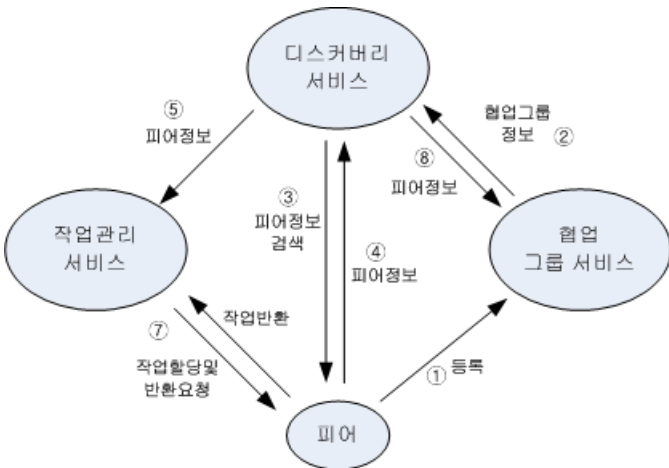 디스커버리
서비스
⑤
피어정보
협업그룹
정보 ②
⑧
피어정보
③
피어정보
검색
④
피어정보
작업관리
서비스
협업
그룹 서비스
작업반환
⑦
작업할당및
반환요청
① 등록
피어